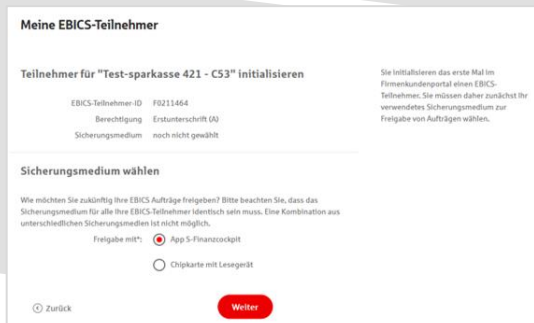 Meine EBICS-Teilnehmer
Teilnehmer für "Test-sparkasse 421 - C53" initialisieren
EBICS-Teilnehmer-ID F0211464
Berechtigung Erstunterschrift (A)
Sicherungsmedium noch nicht gewählt
Sie initialisieren das erste Mal im
Firmenkundenportal einen EBICS-
Teilnehmer. Sie müssen daher zunächst Ihr
verwendetes Sicherungsmedium zur
Freigabe von Aufträgen wählen.
Sicherungsmedium wählen
Wie möchten Sie zukünftig Ihre EBICS Aufträge freigeben? Bitte beachten Sie, dass das
Sicherungsmedium für alle Ihre EBICS-Teilnehmer identisch sein muss. Eine Kombination aus
unterschiedlichen Sicherungsmedien ist nicht möglich.
Freigabe mit*: App S-Finanzcockpit
Chipkarte mit Lesegerät
Zurück
Weiter